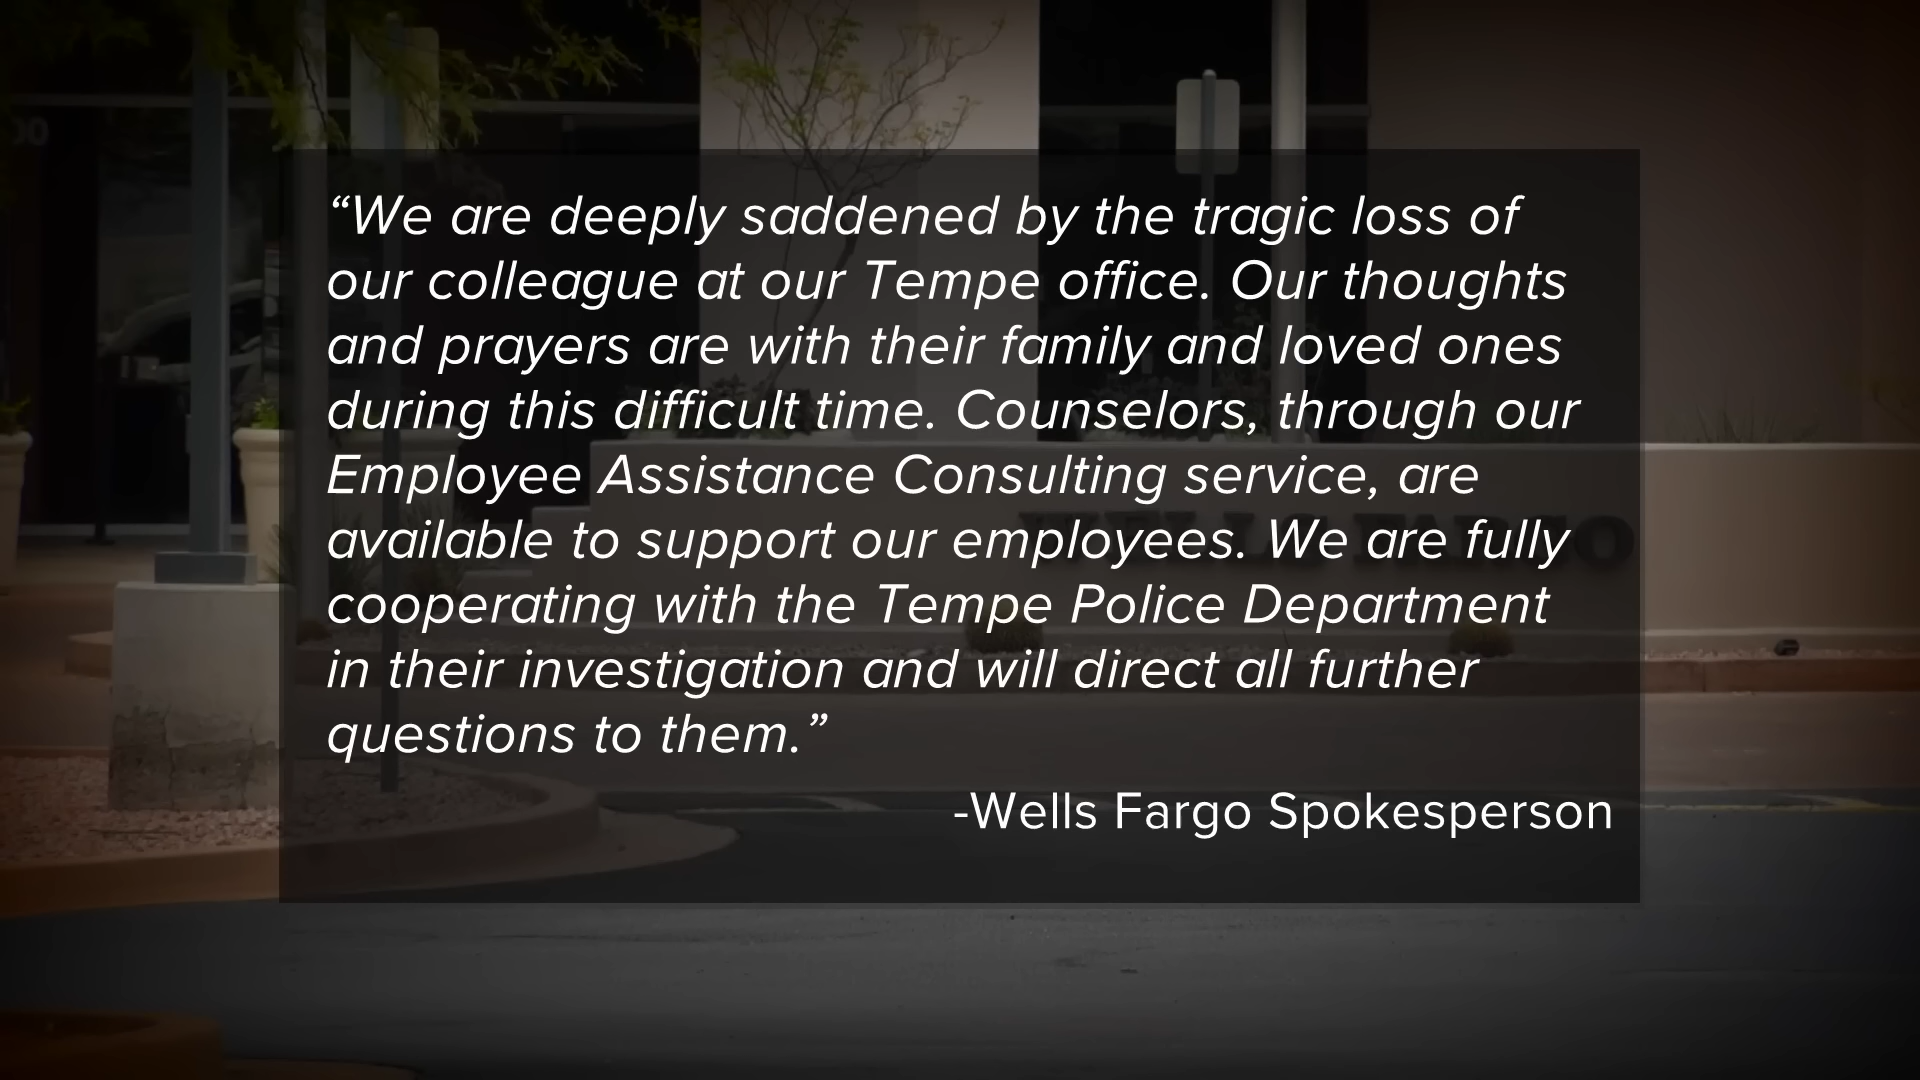 “We are deeply saddened by the tragic loss of
our colleague at our Tempe office. Our thoughts
and prayers are with their family and loved ones
during this difficult time. Counselors, through our
Employee Assistance Consulting service, are
available to support our employees. We are fully
cooperating with the Tempe Police Department
in their investigation and will direct all further
questions to them.”
-Wells Fargo Spokesperson
WELLS FARGO